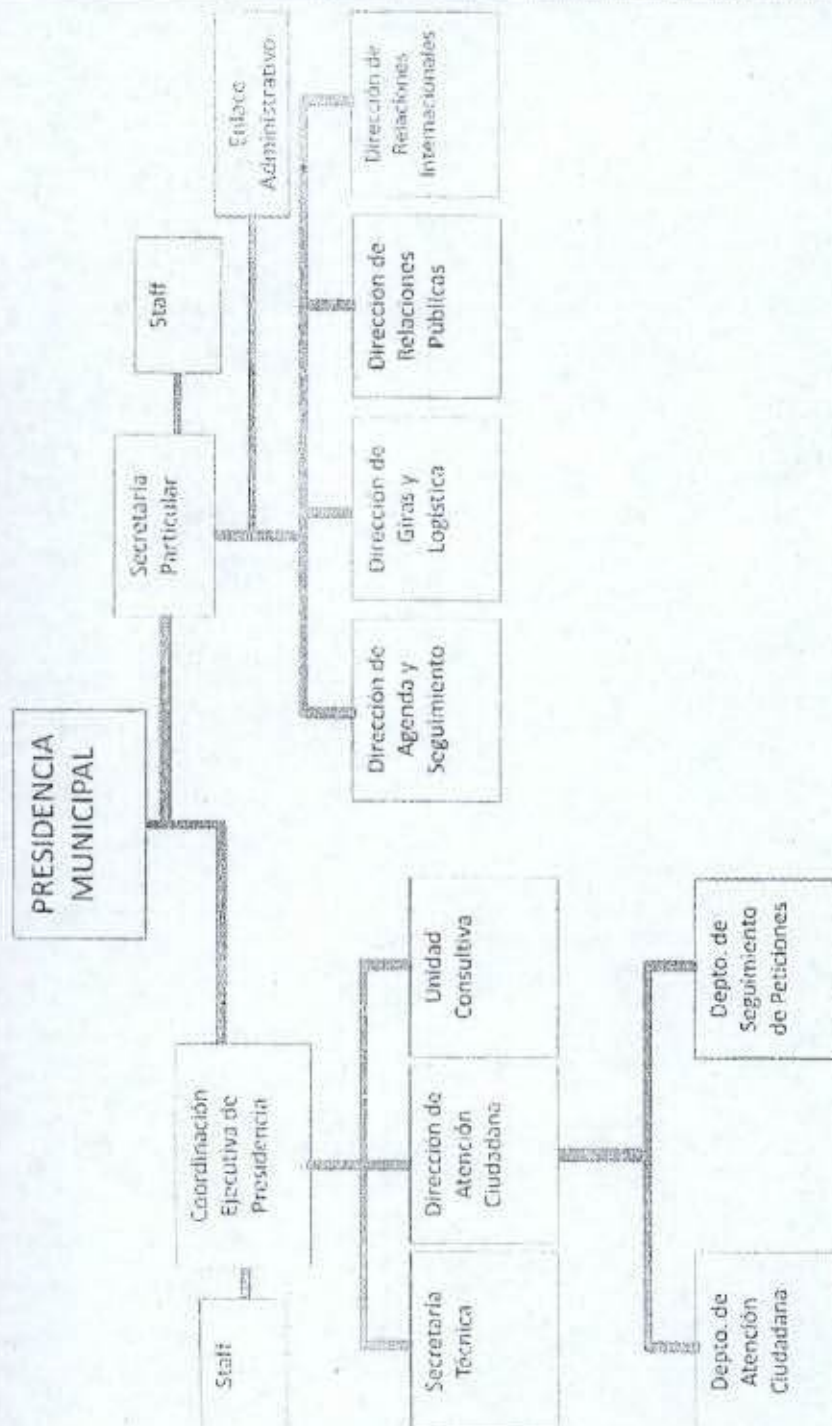 PRESIDENCIA
MUNICIPAL
Staff
Coordinación
Ejecutiva de
Presidencia
Secretaría
Particular
Staff
Enlace
Administrativo
Secretaría
Técnica
Dirección de
Atención
Ciudadana
Unidad
Consultiva
Dirección de
Agenda y
Seguimiento
Dirección de
Giras y
Logística
Dirección de
Relaciones
Públicas
Dirección de
Relaciones
Internacionales
Depto. de
Atención
Ciudadana
Depto. de
Seguimiento
de Peticiones